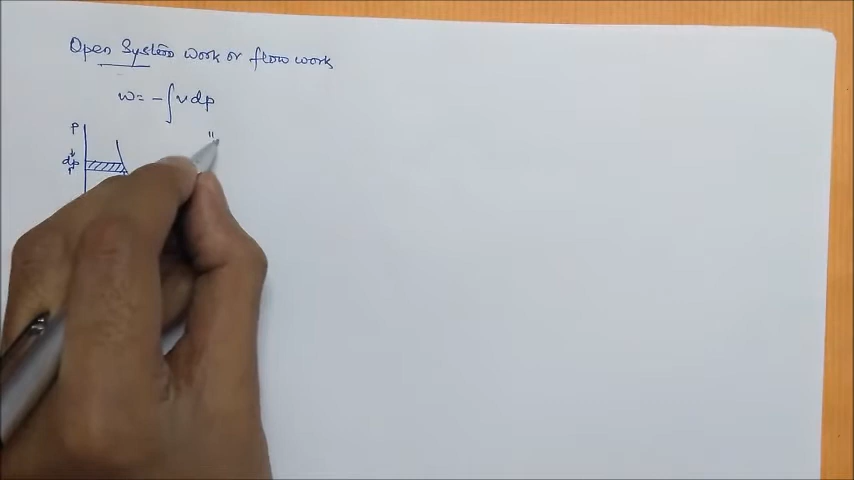 Open System work or flow work
w = -∫vdp
P
dp
"